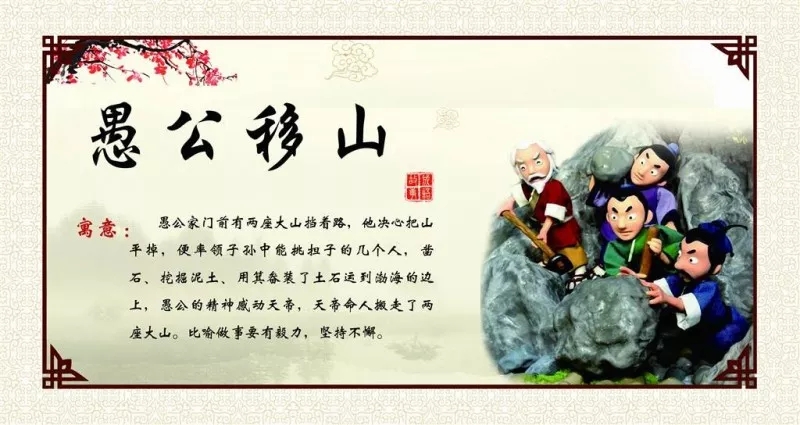 愚公移山
成语
故事
寓意：
愚公家门前有两座大山挡着路，他决心把山
平掉，便率领子孙中能挑担子的几个人，凿
石、挖掘泥土、用箕畚装了土石运到渤海的边
上，愚公的精神感动天帝，天帝命人搬走了两
座大山。比喻做事要有毅力，坚持不懈。